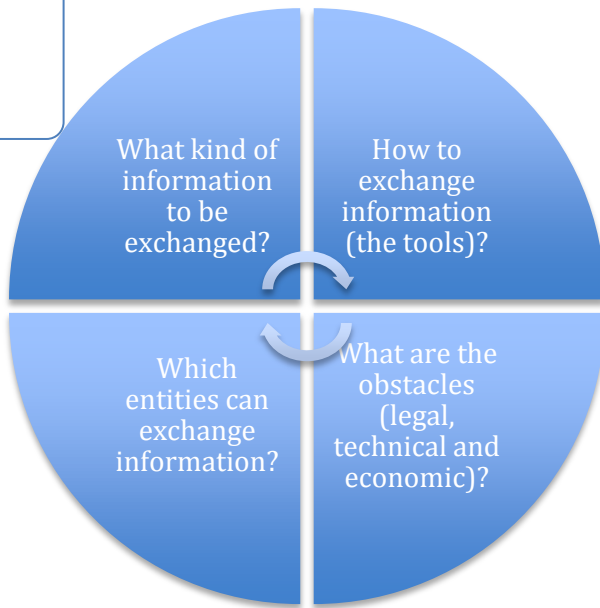 What kind of
information
to be
exchanged?
How to
exchange
information
(the tools)?
Which
entities can
exchange
information?
What are the
obstacles
(legal,
technical and
economic)?